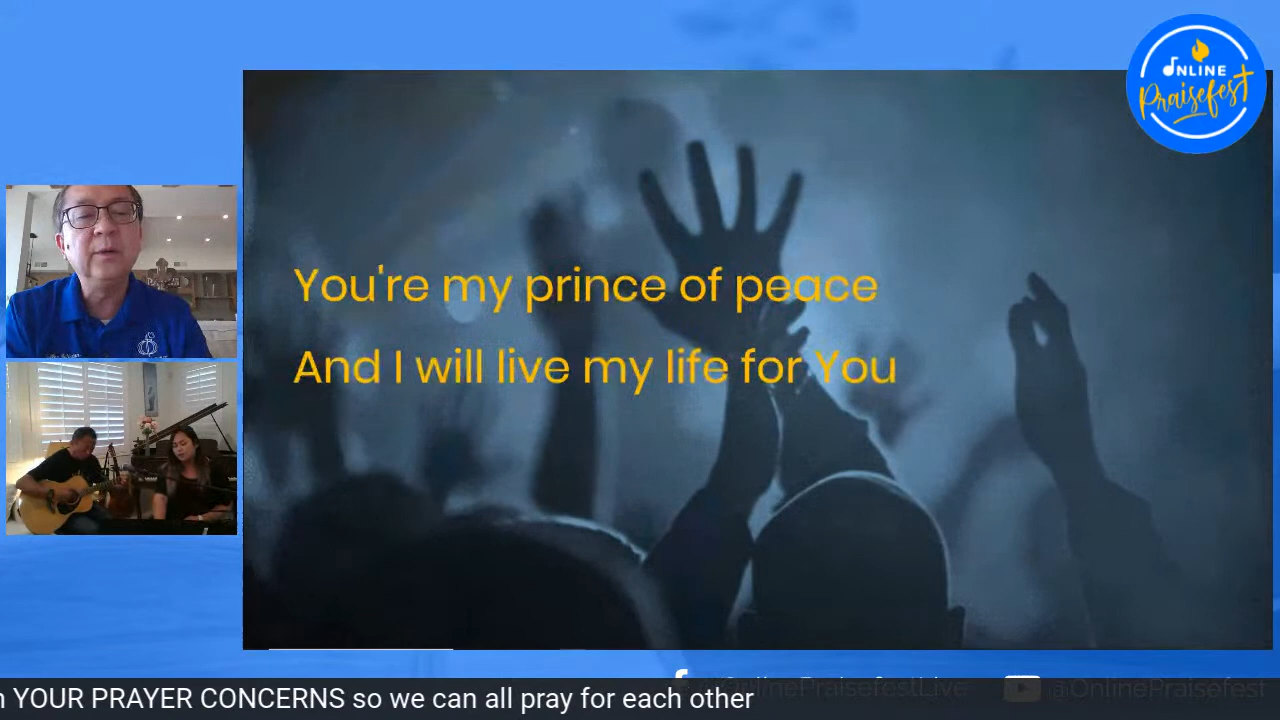 ONLINE
Praisefest
You're my prince of peace
And I will live my life for You
OnlinePraisefestLive
@OnlinePraisefest
YOUR PRAYER CONCERNS so we can all pray for each other